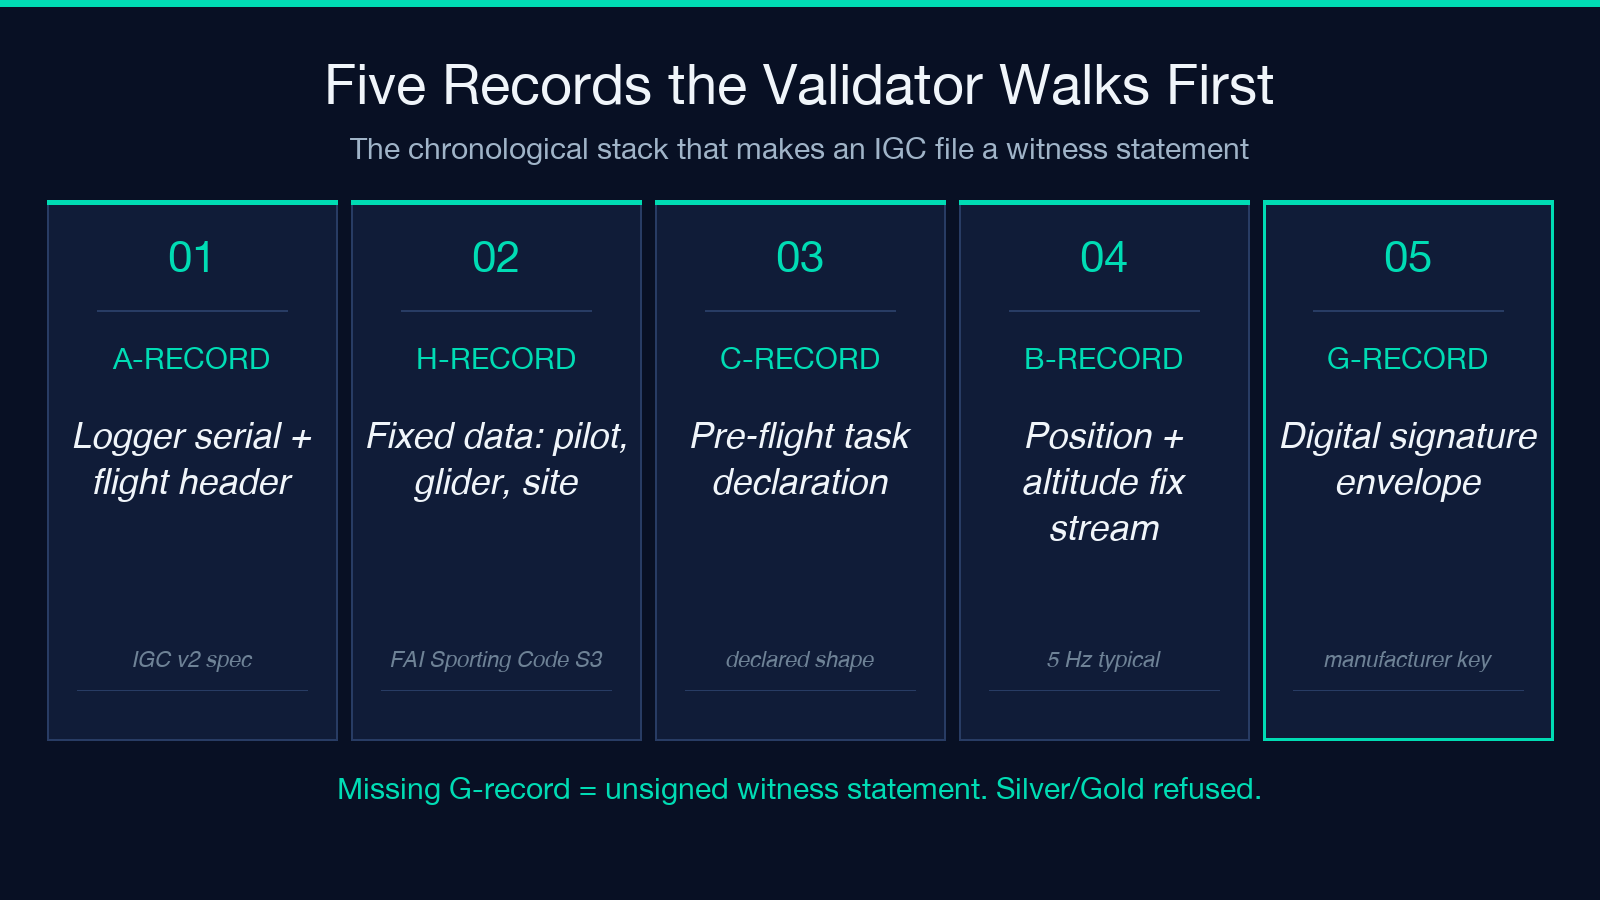 Five Records the Validator Walks First
The chronological stack that makes an IGC file a witness statement
01
A-RECORD
Logger serial +
flight header
IGC v2 spec
02
H-RECORD
Fixed data: pilot,
glider, site
FAI Sporting Code S3
03
C-RECORD
Pre-flight task
declaration
declared shape
04
B-RECORD
Position +
altitude fix
stream
5 Hz typical
05
G-RECORD
Digital signature
envelope
manufacturer key
Missing G-record = unsigned witness statement. Silver/Gold refused.